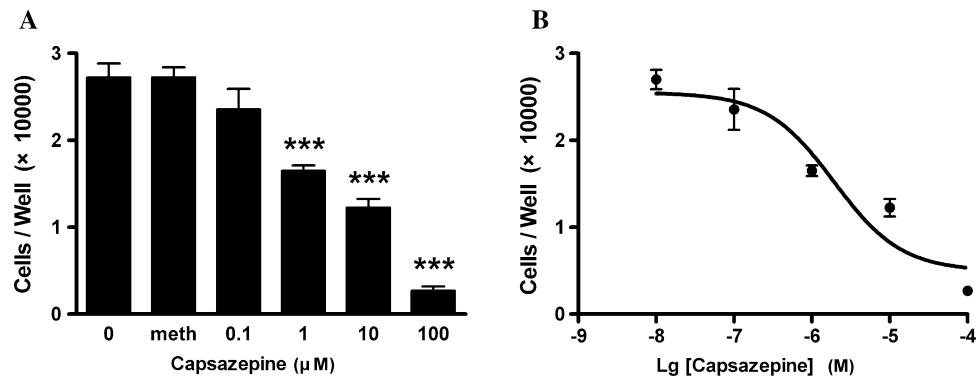 A
Cells / Well (× 10000)
3
2
1
0
***
***
***
0 meth 0.1 1 10 100
Capsazepine (µ M)
B
Cells / Well (× 10000)
3
2
1
0
-9 -8 -7 -6 -5 -4
Lg [Capsazepine] (M)